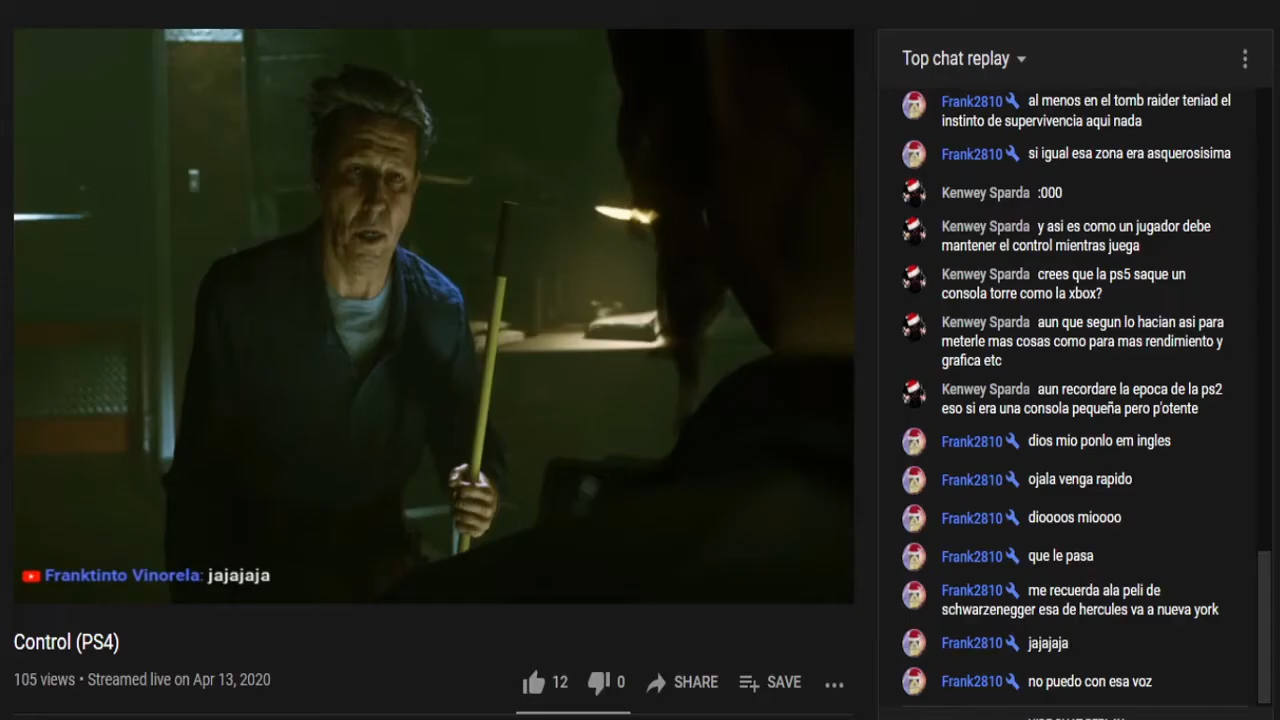 Top chat replay
Frank2810 al menos en el tomb raider teniad el
instinto de supervivencia aqui nada
Frank2810 si igual esa zona era asquerosisima
Kenwey Sparda :000
Kenwey Sparda y asi es como un jugador debe
mantener el control mientras juega
Kenwey Sparda crees que la ps5 saque un
consola torre como la xbox?
Kenwey Sparda aun que segun lo hacian asi para
meterle mas cosas como para mas rendimiento y
grafica etc
Kenwey Sparda aun recordare la epoca de la ps2
eso si era una consola pequeña pero p'otente
Frank2810 dios mio ponlo em ingles
Frank2810 ojala venga rapido
Frank2810 dioooos mioooo
Frank2810 que le pasa
Frank2810 me recuerda ala peli de
schwarzenegger esa de hercules va a nueva york
Frank2810 jajajaja
Frank2810 no puedo con esa voz
Franktinto Vinorela: jajajaja
Control (PS4)
105 views • Streamed live on Apr 13, 2020
12 0 SHARE SAVE